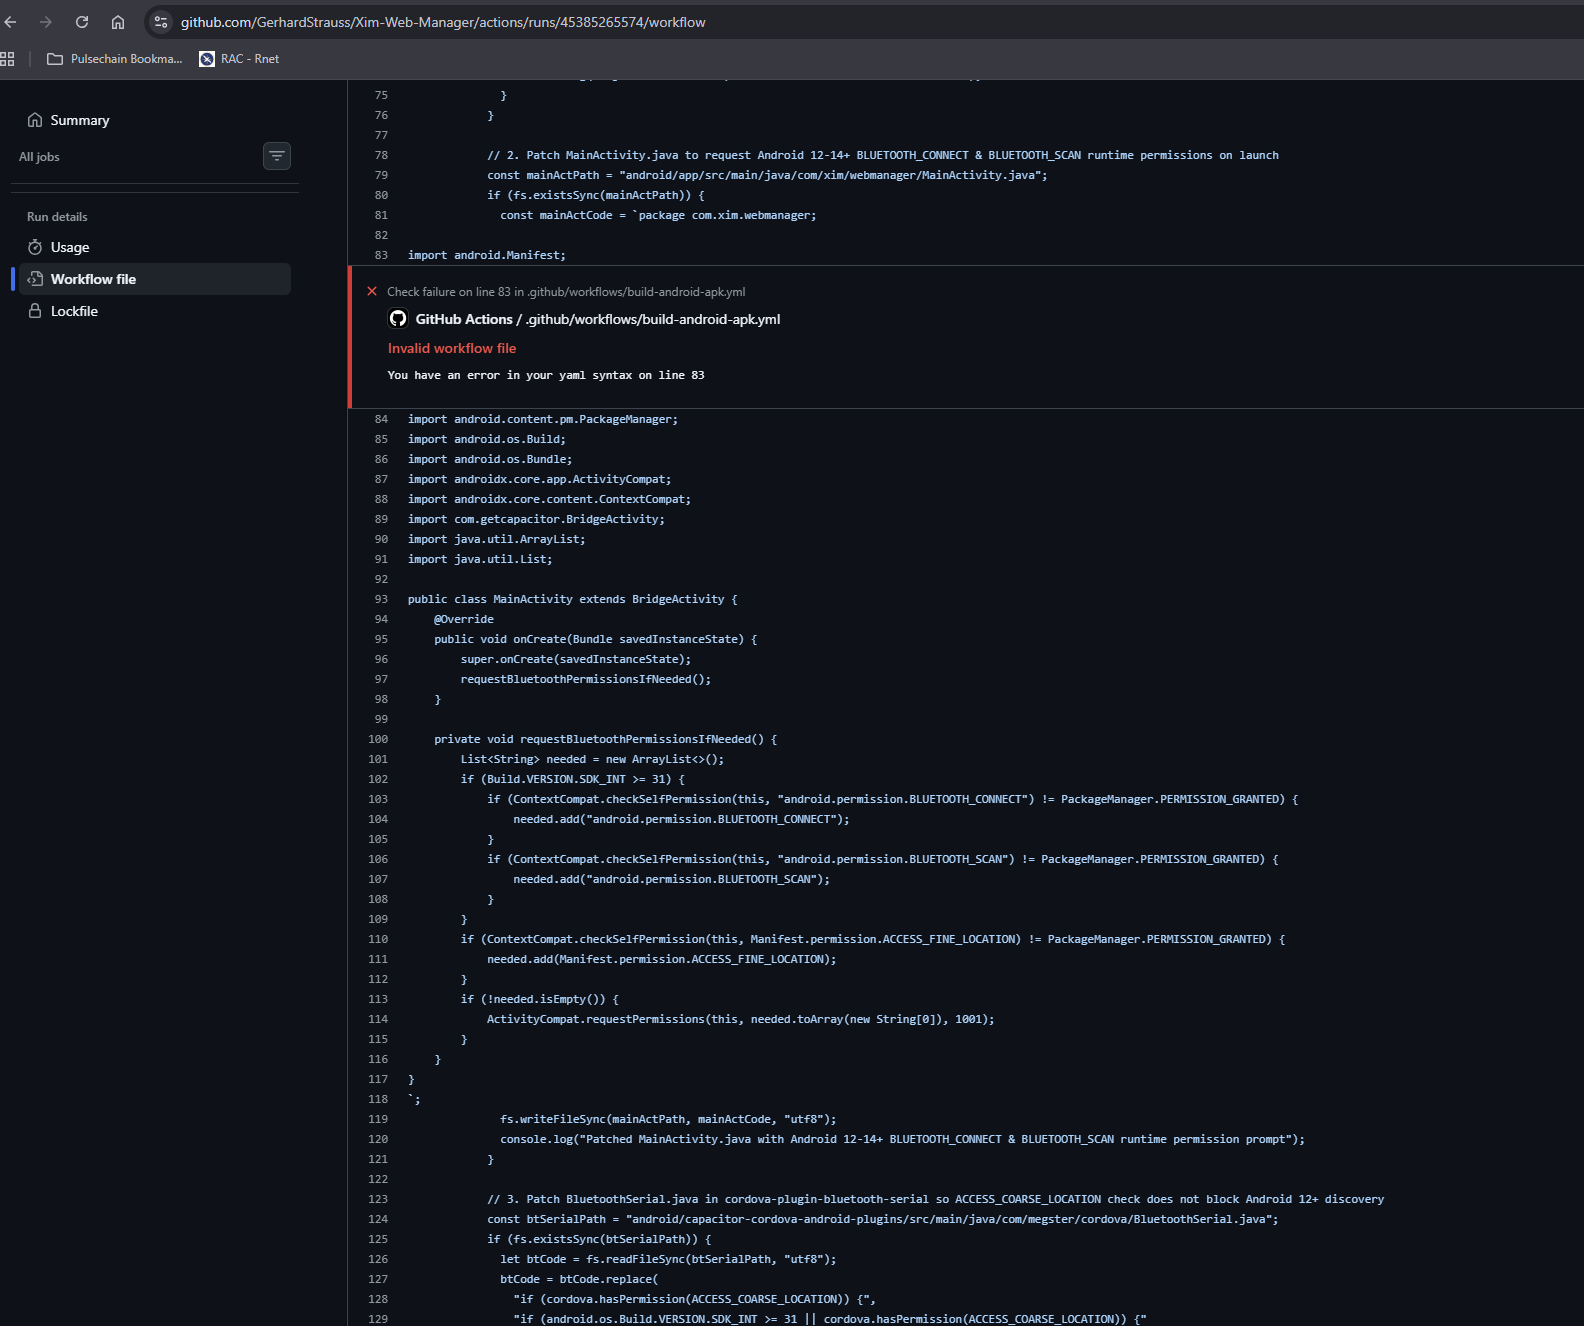 github.com/GerhardStrauss/Xim-Web-Manager/actions/runs/45385265574/workflow
Pulsechain Bookma...
RAC - Rnet
Summary
All jobs
Run details
Usage
Workflow file
Lockfile
75 }
76 }
77
78 // 2. Patch MainActivity.java to request Android 12-14+ BLUETOOTH_CONNECT & BLUETOOTH_SCAN runtime permissions on launch
79 const mainActPath = "android/app/src/main/java/com/xim/webmanager/MainActivity.java";
80 if (fs.existsSync(mainActPath)) {
81 const mainActCode = `package com.xim.webmanager;
82
83 import android.Manifest;
Check failure on line 83 in .github/workflows/build-android-apk.yml
GitHub Actions / .github/workflows/build-android-apk.yml
Invalid workflow file
You have an error in your yaml syntax on line 83
84 import android.content.pm.PackageManager;
85 import android.os.Build;
86 import android.os.Bundle;
87 import androidx.core.app.ActivityCompat;
88 import androidx.core.content.ContextCompat;
89 import com.getcapacitor.BridgeActivity;
90 import java.util.ArrayList;
91 import java.util.List;
92
93 public class MainActivity extends BridgeActivity {
94 @Override
95 public void onCreate(Bundle savedInstanceState) {
96 super.onCreate(savedInstanceState);
97 requestBluetoothPermissionsIfNeeded();
98 }
99
100 private void requestBluetoothPermissionsIfNeeded() {
101 List<String> needed = new ArrayList<>();
102 if (Build.VERSION.SDK_INT >= 31) {
103 if (ContextCompat.checkSelfPermission(this, "android.permission.BLUETOOTH_CONNECT") != PackageManager.PERMISSION_GRANTED) {
104 needed.add("android.permission.BLUETOOTH_CONNECT");
105 }
106 if (ContextCompat.checkSelfPermission(this, "android.permission.BLUETOOTH_SCAN") != PackageManager.PERMISSION_GRANTED) {
107 needed.add("android.permission.BLUETOOTH_SCAN");
108 }
109 }
110 if (ContextCompat.checkSelfPermission(this, Manifest.permission.ACCESS_FINE_LOCATION) != PackageManager.PERMISSION_GRANTED) {
111 needed.add(Manifest.permission.ACCESS_FINE_LOCATION);
112 }
113 if (!needed.isEmpty()) {
114 ActivityCompat.requestPermissions(this, needed.toArray(new String[0]), 1001);
115 }
116 }
117 }
118 `;
119 fs.writeFileSync(mainActPath, mainActCode, "utf8");
120 console.log("Patched MainActivity.java with Android 12-14+ BLUETOOTH_CONNECT & BLUETOOTH_SCAN runtime permission prompt");
121 }
122
123 // 3. Patch BluetoothSerial.java in cordova-plugin-bluetooth-serial so ACCESS_COARSE_LOCATION check does not block Android 12+ discovery
124 const btSerialPath = "android/capacitor-cordova-android-plugins/src/main/java/com/megster/cordova/BluetoothSerial.java";
125 if (fs.existsSync(btSerialPath)) {
126 let btCode = fs.readFileSync(btSerialPath, "utf8");
127 btCode = btCode.replace(
128 "if (cordova.hasPermission(ACCESS_COARSE_LOCATION)) {",
129 "if (android.os.Build.VERSION.SDK_INT >= 31 || cordova.hasPermission(ACCESS_COARSE_LOCATION)) {"